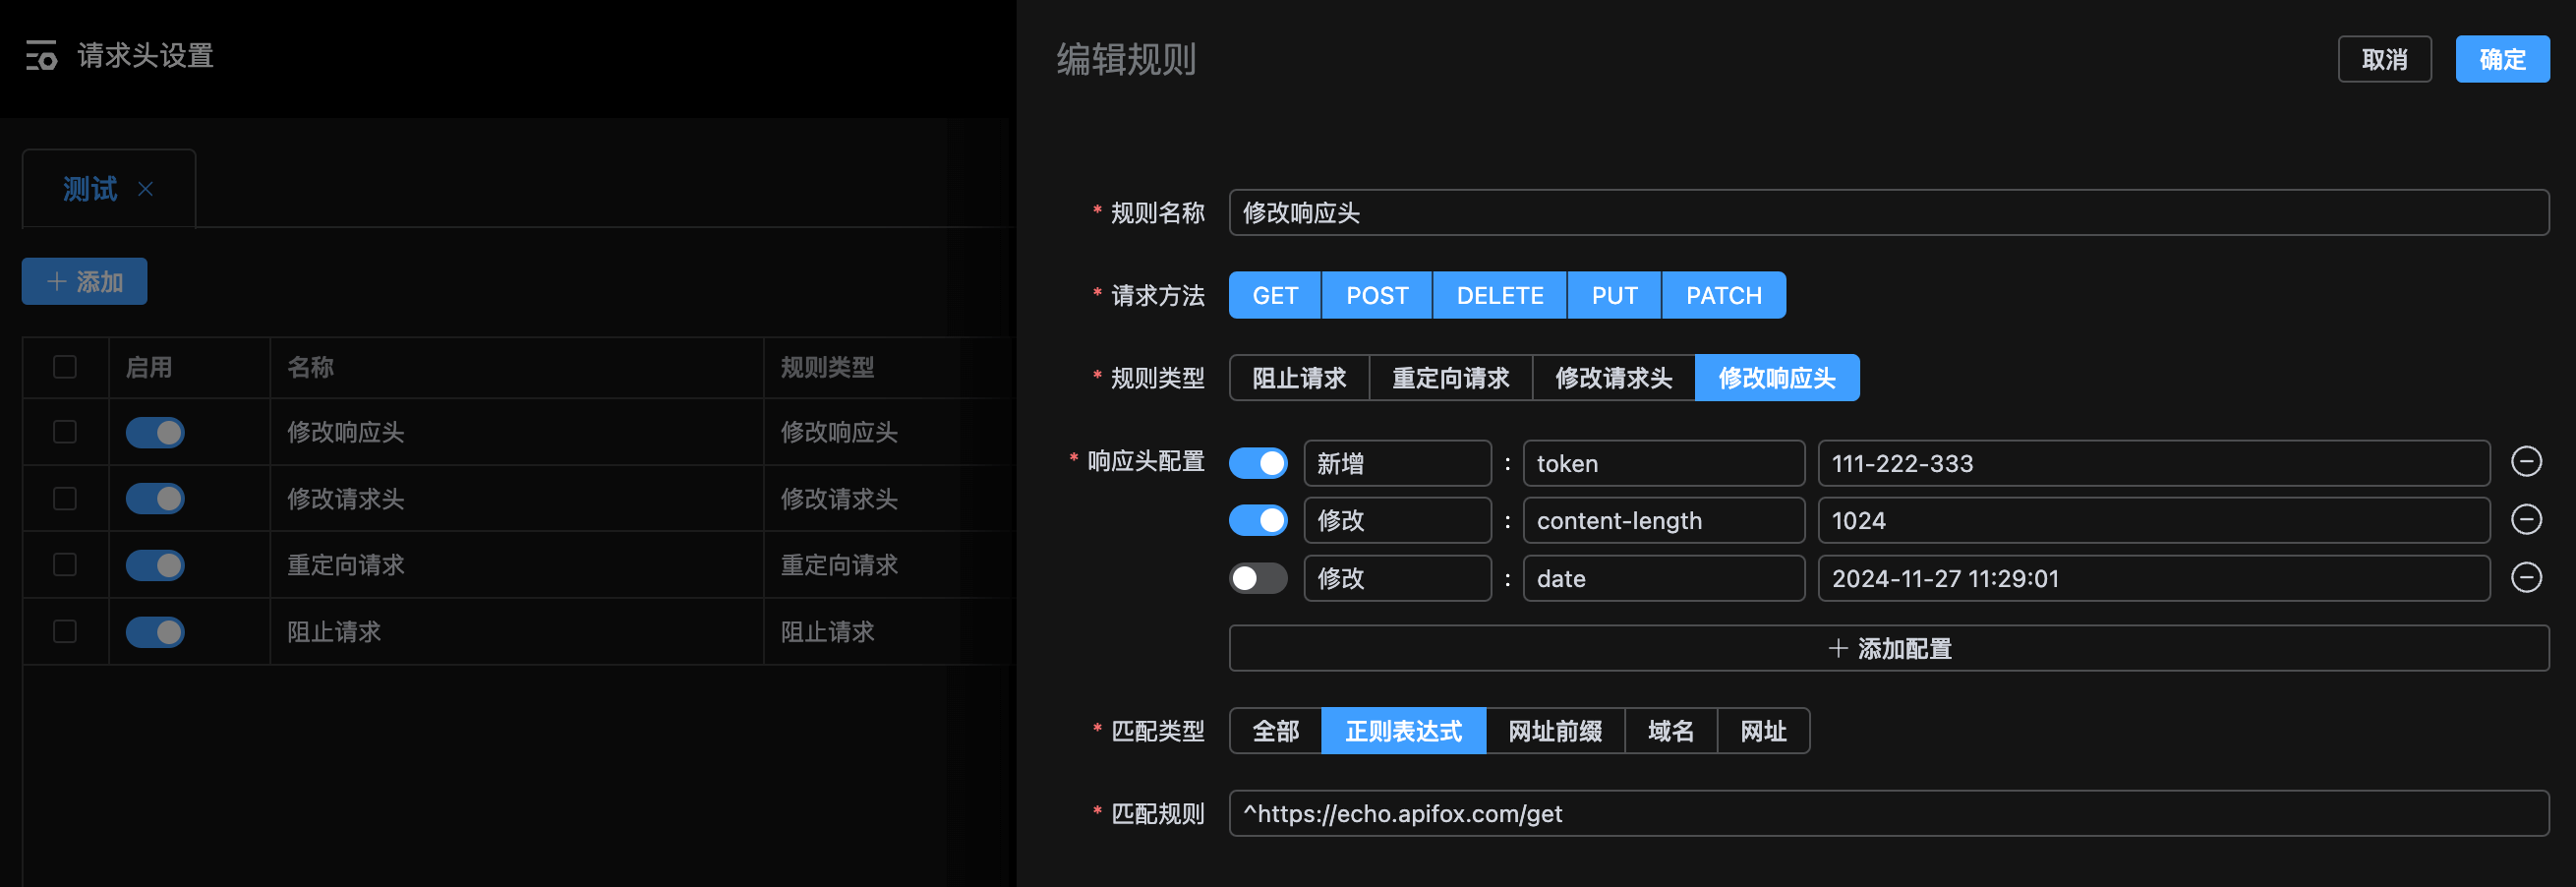 请求头设置
测试
添加
启用 名称 规则类型
修改响应头 修改响应头
修改请求头 修改请求头
重定向请求 重定向请求
阻止请求 阻止请求
编辑规则 取消 确定
* 规则名称 修改响应头
* 请求方法 GET POST DELETE PUT PATCH
* 规则类型 阻止请求 重定向请求 修改请求头 修改响应头
* 响应头配置 新增 : token 111-222-333
修改 : content-length 1024
修改 : date 2024-11-27 11:29:01
添加配置
* 匹配类型 全部 正则表达式 网址前缀 域名 网址
* 匹配规则 ^https://echo.apifox.com/get